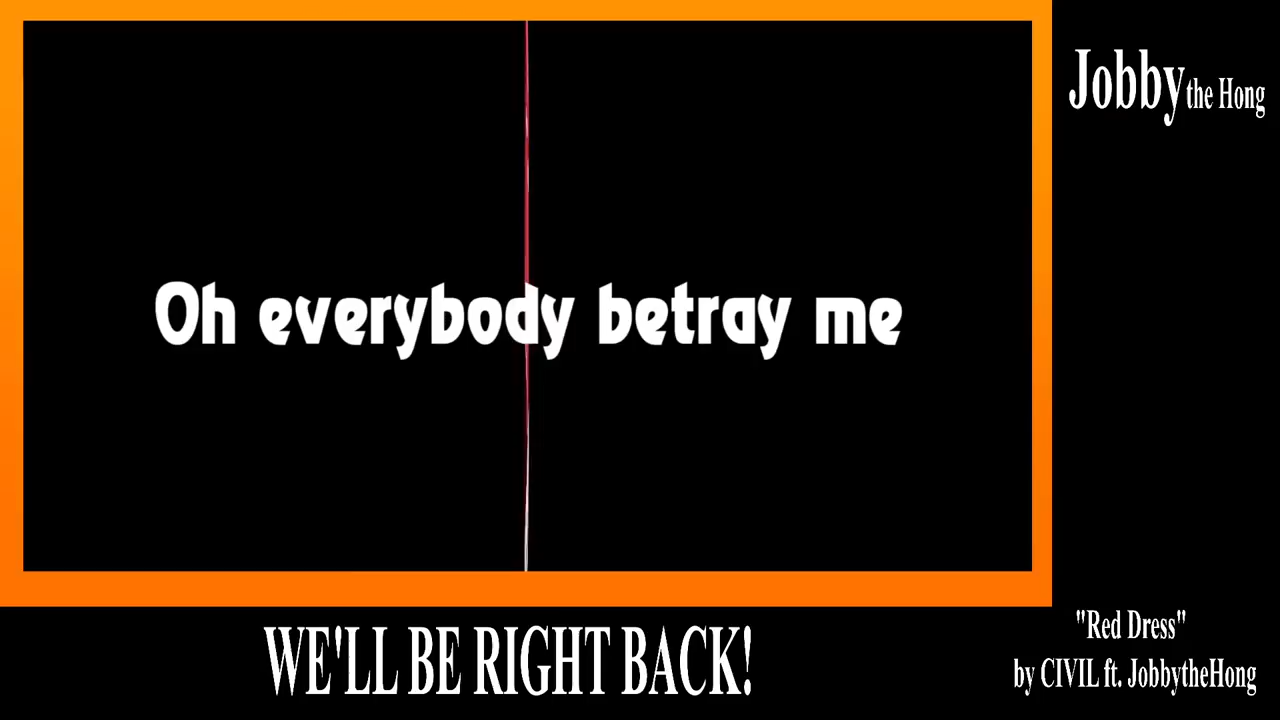 Jobby the Hong
Oh everybody betray me
WE'LL BE RIGHT BACK!
"Red Dress"
by CIVIL ft. JobbytheHong